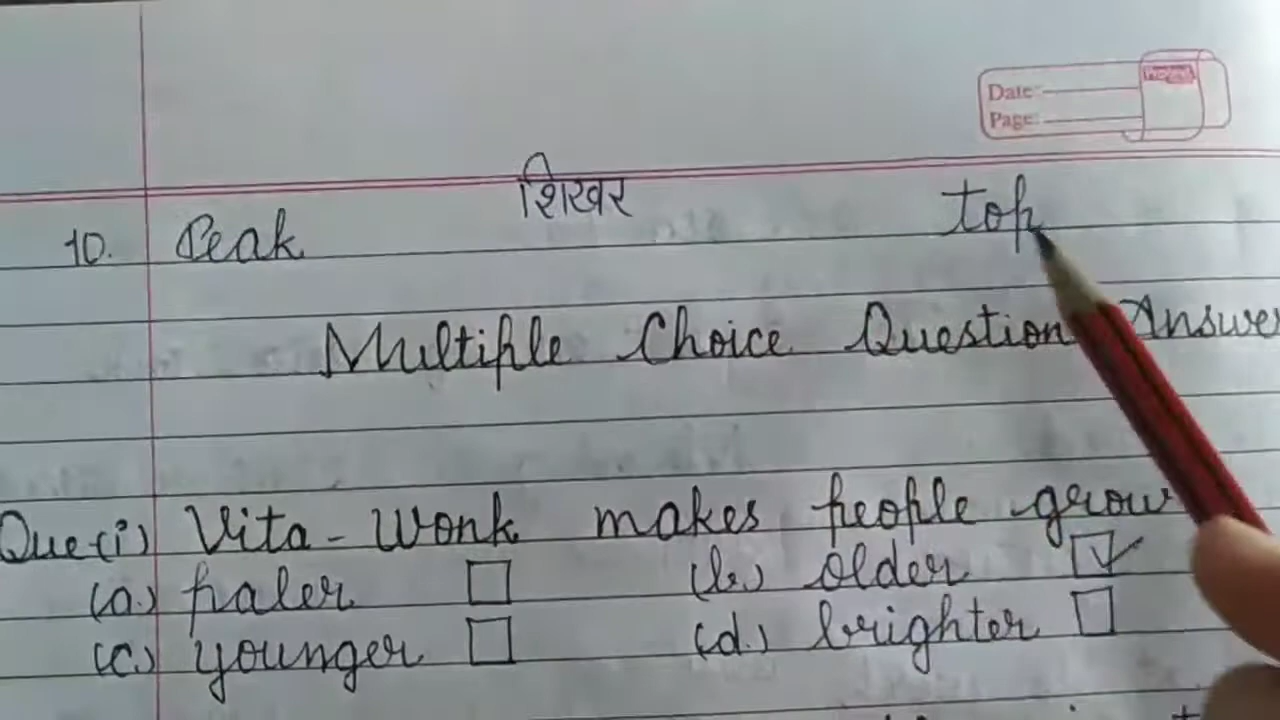 Date:
Page:
10. Peak शिखर top
Multiple Choice Question Answer
Que(i) Vita-Wonk makes people grow
(a.) paler (b.) older ✓
(c.) younger (d.) brighter